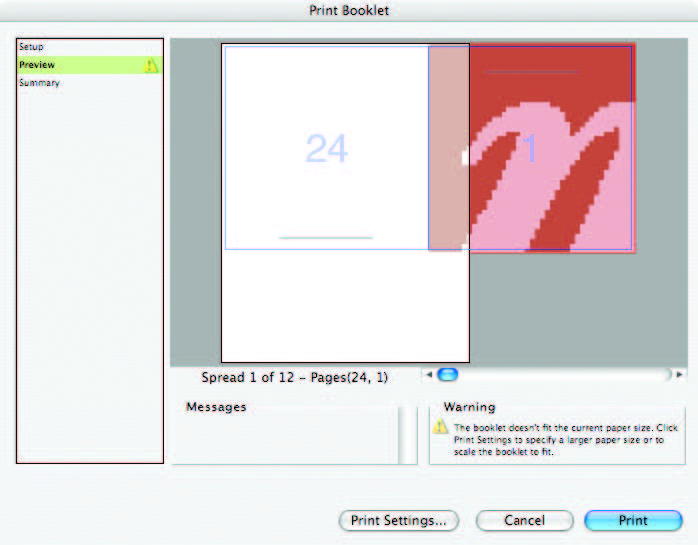 Print Booklet
Setup
Preview
Summary
24
1
Spread 1 of 12 – Pages(24, 1)
Messages
Warning
The booklet doesn't fit the current paper size. Click
Print Settings to specify a larger paper size or to
scale the booklet to fit.
Print Settings...
Cancel
Print